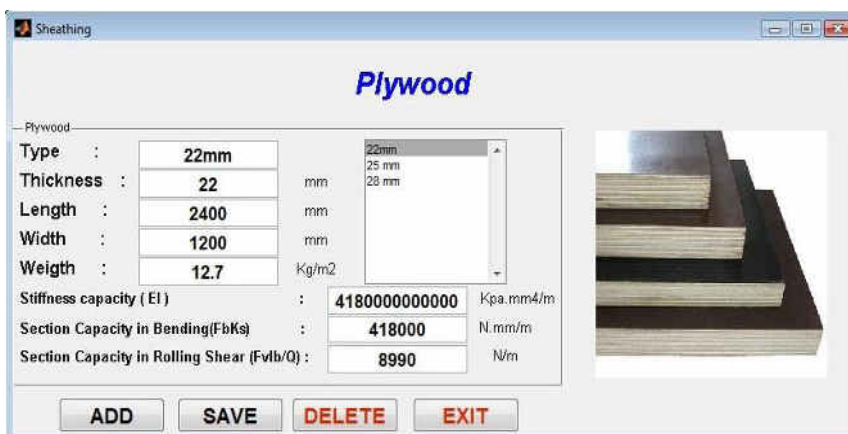 Sheathing
Plywood
Plywood
Type : 22mm
Thickness : 22 mm
Length : 2400 mm
Width : 1200 mm
Weigth : 12.7 Kg/m2
22mm
25 mm
28 mm
Stiffness capacity ( EI ) : 4180000000000 Kpa.mm4/m
Section Capacity in Bending(FbKs) : 418000 N.mm/m
Section Capacity in Rolling Shear (Fvlb/Q) : 8990 N/m
ADD SAVE DELETE EXIT